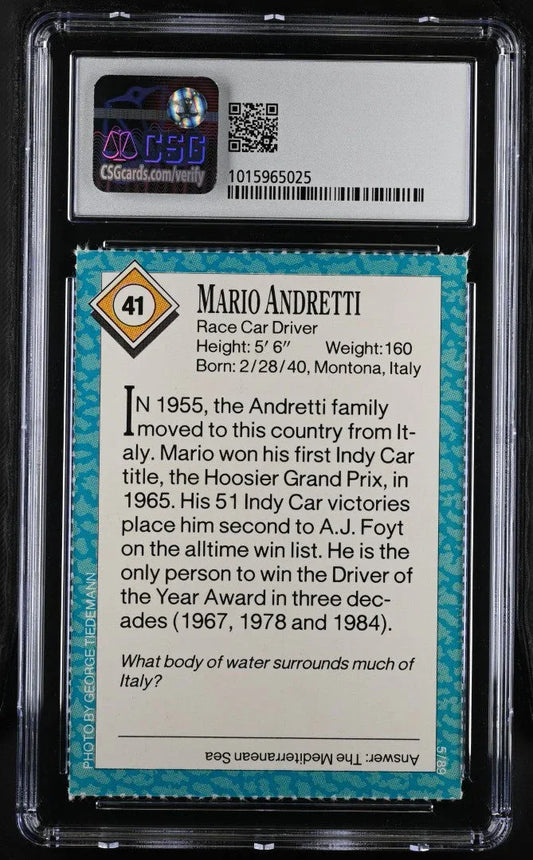 CSG
CSGcards.com/verify
1015965025
41
MARIO ANDRETTI
Race Car Driver
Height: 5′ 6″ Weight:160
Born: 2/28/40, Montona, Italy
IN 1955, the Andretti family
moved to this country from It-
aly. Mario won his first Indy Car
title, the Hoosier Grand Prix, in
1965. His 51 Indy Car victories
place him second to A.J. Foyt
on the alltime win list. He is the
only person to win the Driver of
the Year Award in three dec-
ades (1967, 1978 and 1984).
What body of water surrounds much of
Italy?
Answer: The Mediterranean Sea
PHOTO BY GEORGE TIEDEMANN
5/89